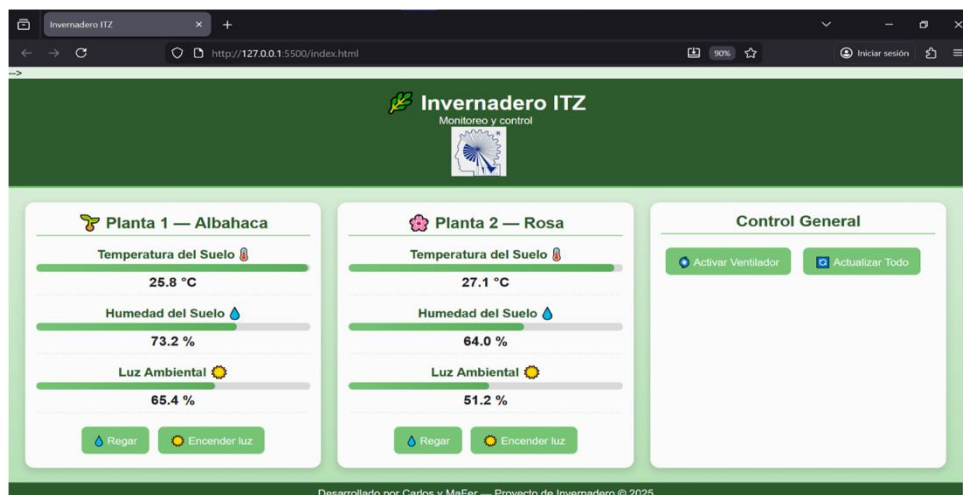 Invernadero ITZ
http://127.0.0.1:5500/index.html
90%
Iniciar sesión
-->
Invernadero ITZ
Monitoreo y control
Planta 1 — Albahaca
Temperatura del Suelo
25.8 °C
Humedad del Suelo
73.2 %
Luz Ambiental
65.4 %
Regar
Encender luz
Planta 2 — Rosa
Temperatura del Suelo
27.1 °C
Humedad del Suelo
64.0 %
Luz Ambiental
51.2 %
Regar
Encender luz
Control General
Activar Ventilador
Actualizar Todo
Desarrollado por Carlos y MaFer — Proyecto de Invernadero © 2025